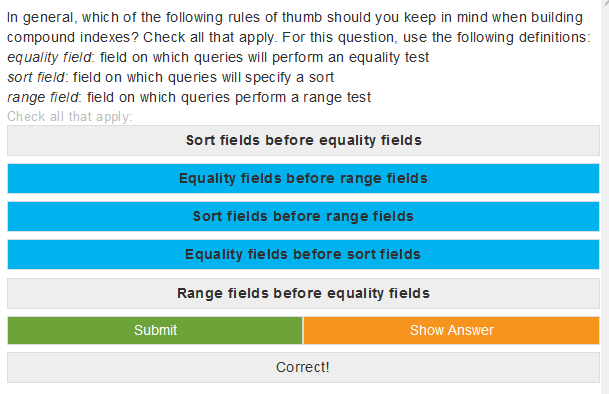 In general, which of the following rules of thumb should you keep in mind when building
compound indexes? Check all that apply. For this question, use the following definitions:
equality field: field on which queries will perform an equality test
sort field: field on which queries will specify a sort
range field: field on which queries perform a range test
Check all that apply:
Sort fields before equality fields
Equality fields before range fields
Sort fields before range fields
Equality fields before sort fields
Range fields before equality fields
Submit Show Answer
Correct!